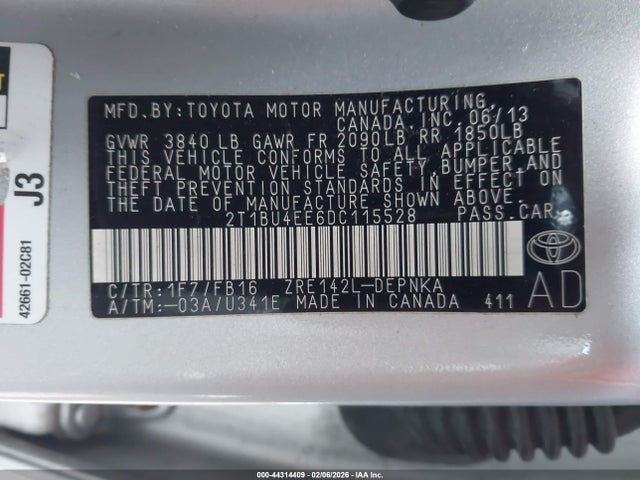 MFD.BY:TOYOTA MOTOR MANUFACTURING,
CANADA, INC. 06/13
GVWR 3840 LB GAWR FR 2090LB RR 1850LB
THIS VEHICLE CONFORMS TO ALL APPLICABLE
FEDERAL MOTOR VEHICLE SAFETY, BUMPER, AND
THEFT PREVENTION STANDARDS IN EFFECT ON
THE DATE OF MANUFACTURE SHOWN ABOVE.
2T1BU4EE6DC115528 PASS.CAR
TOYOTA
C/TR:1F7/FB16 ZRE142L-DEPNKA
A/TM:-03A/U341E MADE IN CANADA 411
AD
J3
42661-02C81
000-44314409 - 02/06/2026 - IAA Inc.